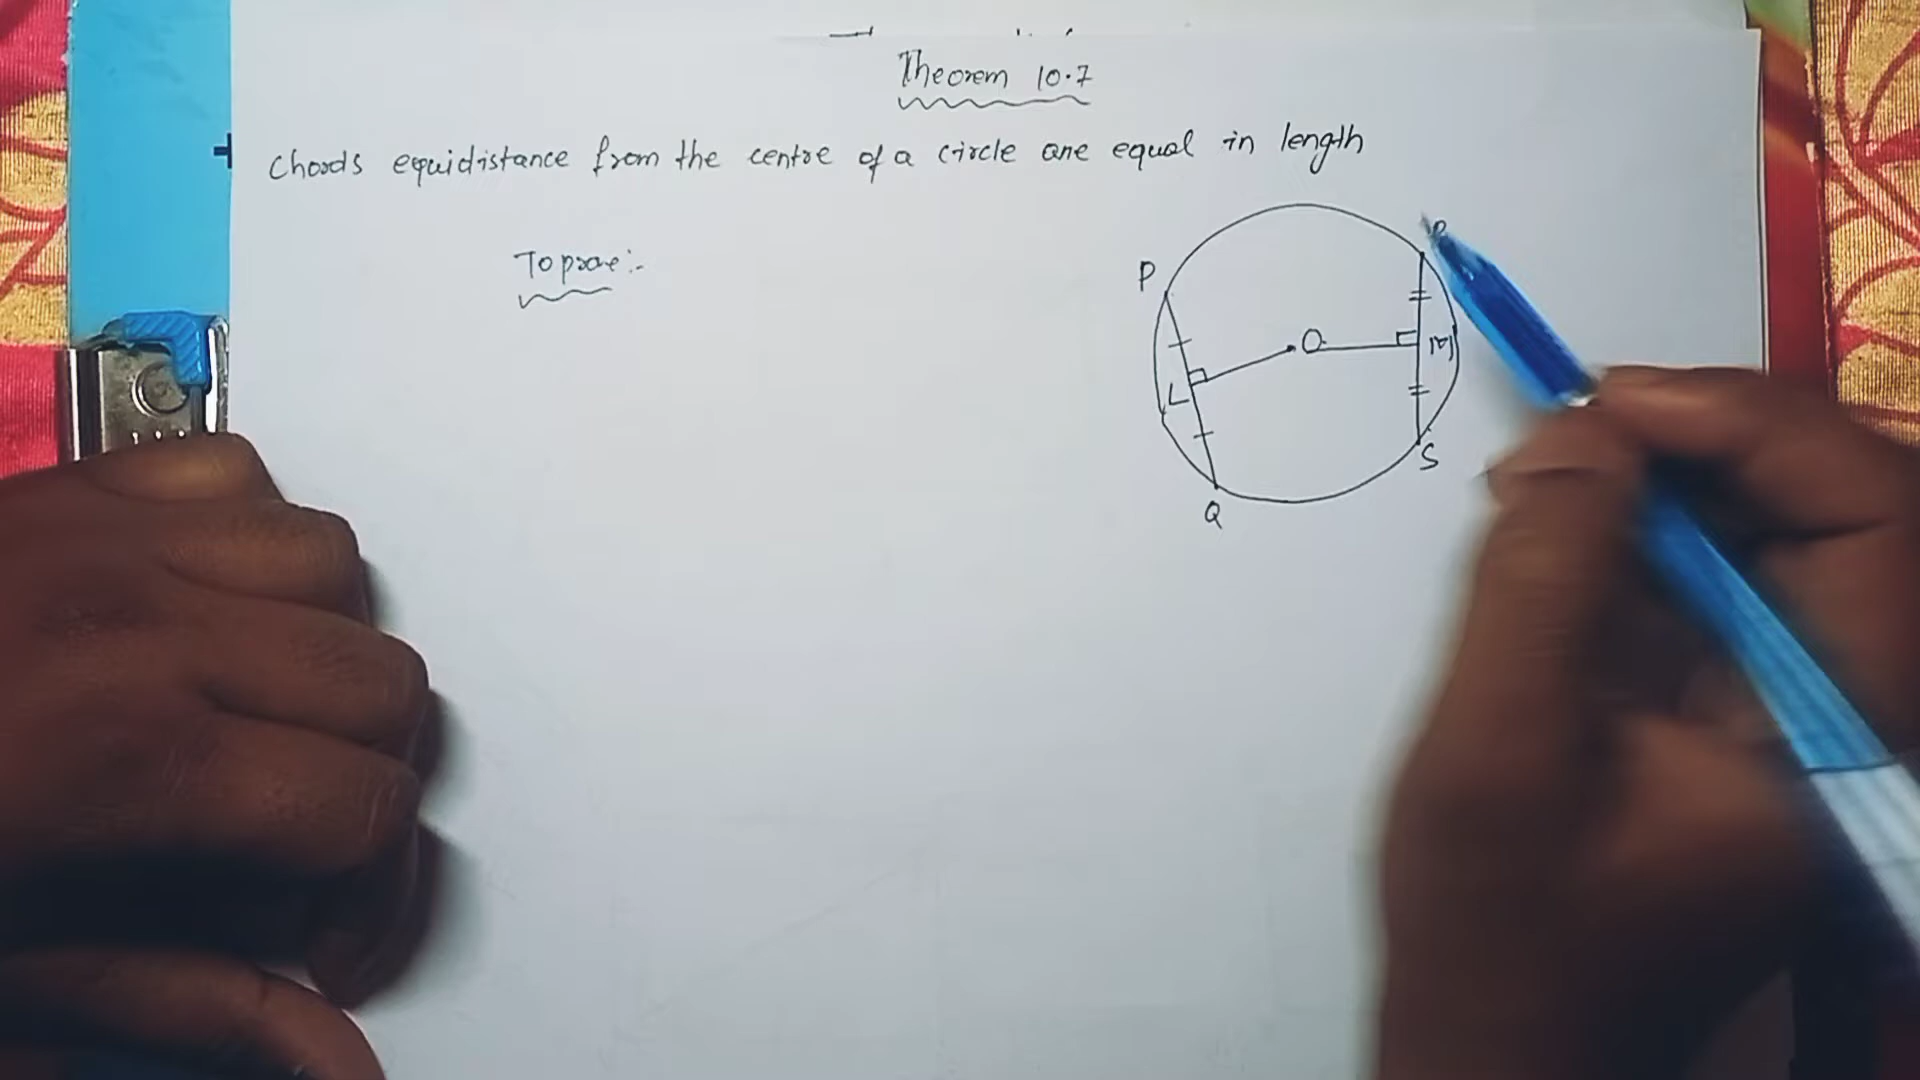 Theorem 10.7
Chords equidistance from the centre of a circle are equal in length
To prove:-
P
O
L
M
S
Q